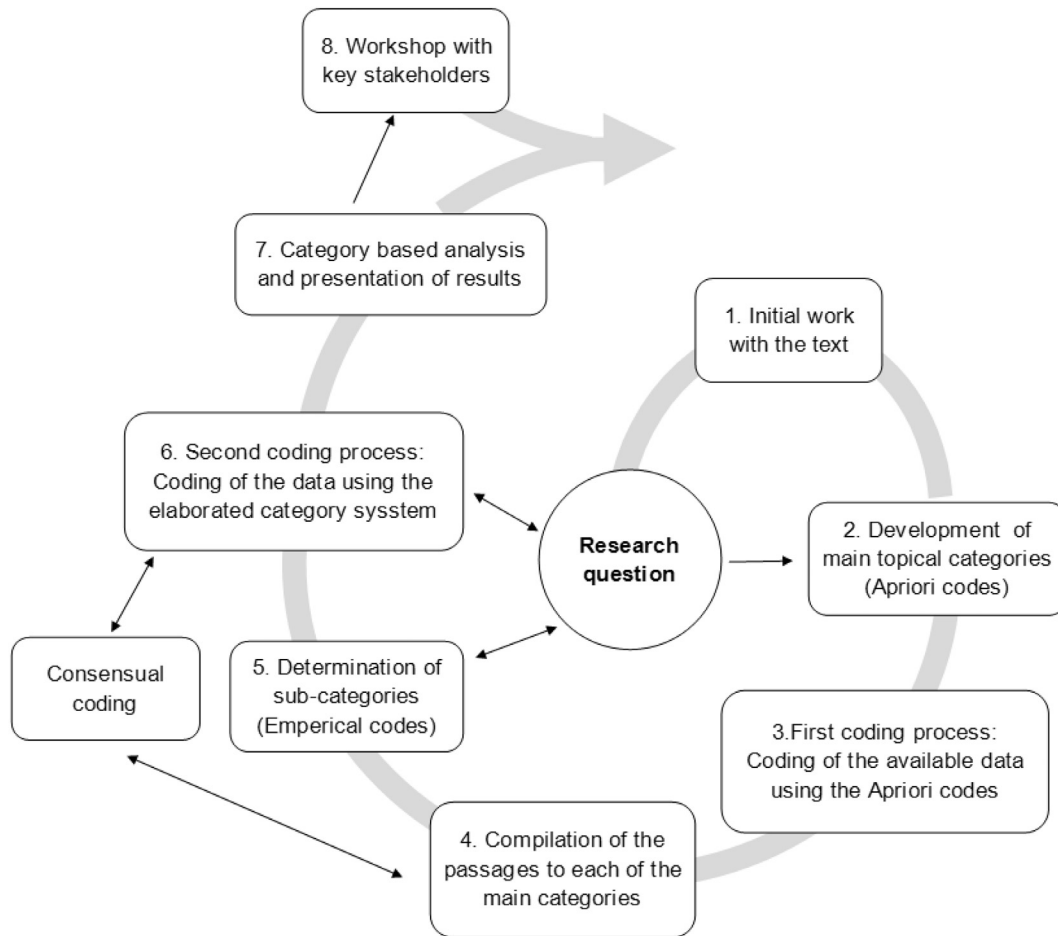 8. Workshop with
key stakeholders
7. Category based analysis
and presentation of results
1. Initial work
with the text
6. Second coding process:
Coding of the data using the
elaborated category sysstem
Research
question
2. Development of
main topical categories
(Apriori codes)
Consensual
coding
5. Determination of
sub-categories
(Emperical codes)
3.First coding process:
Coding of the available data
using the Apriori codes
4. Compilation of the
passages to each of the
main categories